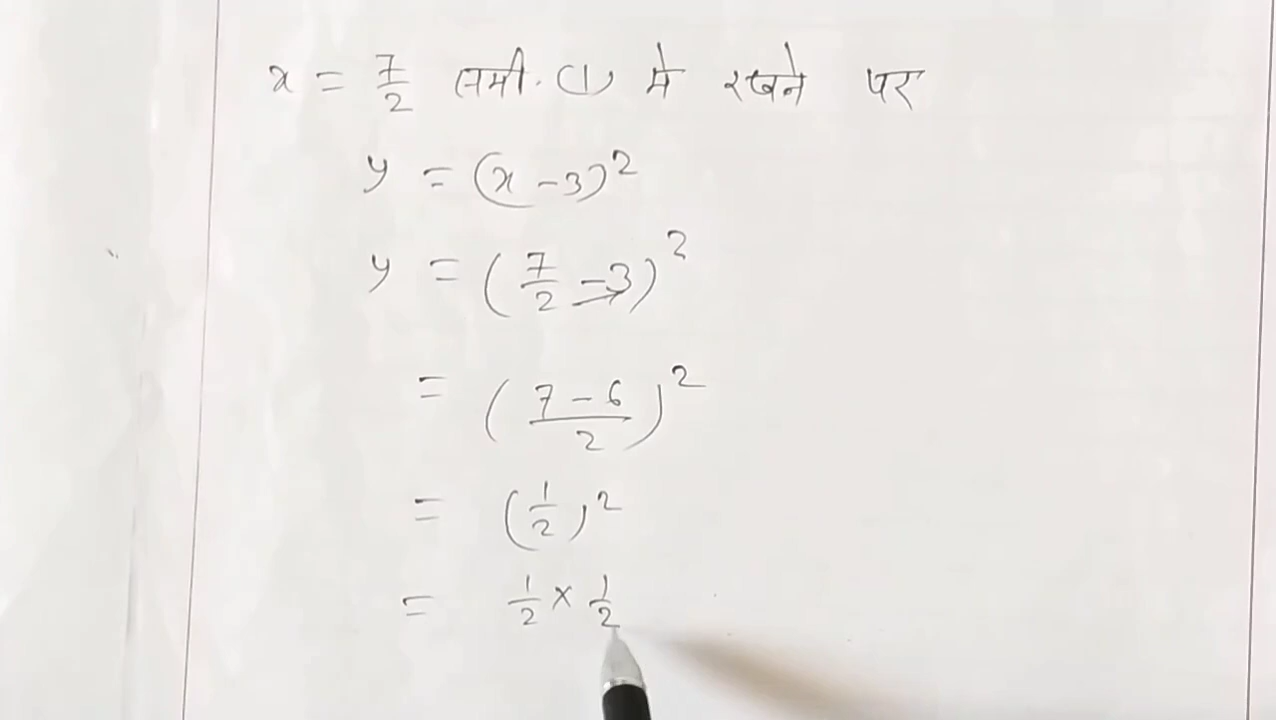 x = 7/2 समी. (1) मे रखने पर
y = (x - 3)²
y = (7/2 - 3)²
= ((7 - 6)/2)²
= (1/2)²
= 1/2 × 1/2